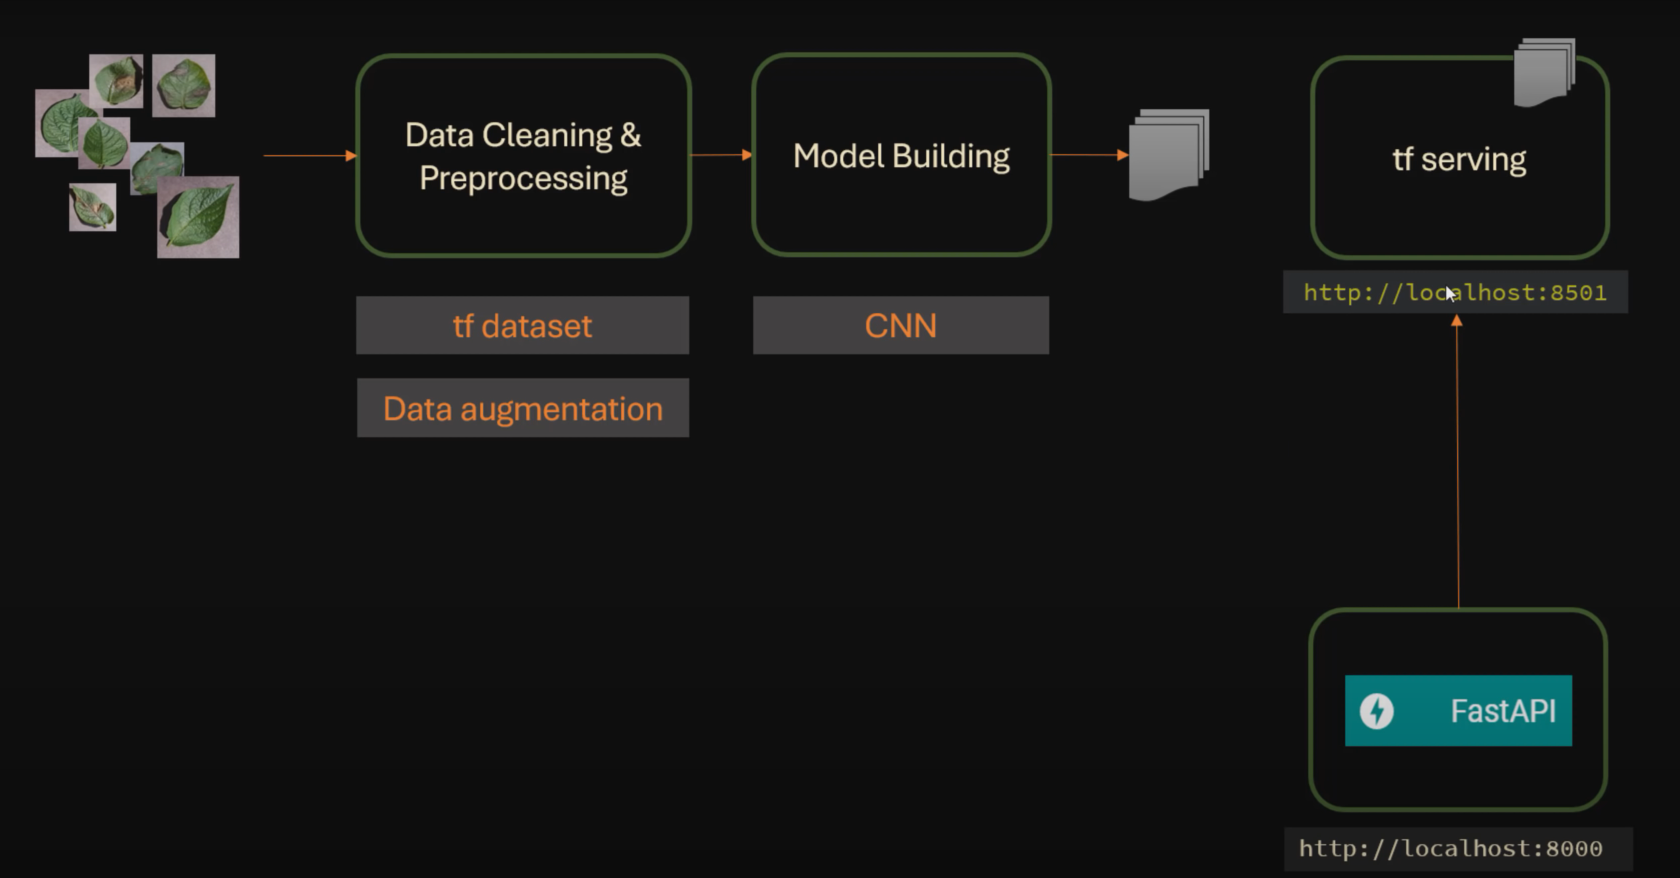 Data Cleaning &
Preprocessing
Model Building
tf serving
http://localhost:8501
tf dataset
CNN
Data augmentation
FastAPI
http://localhost:8000